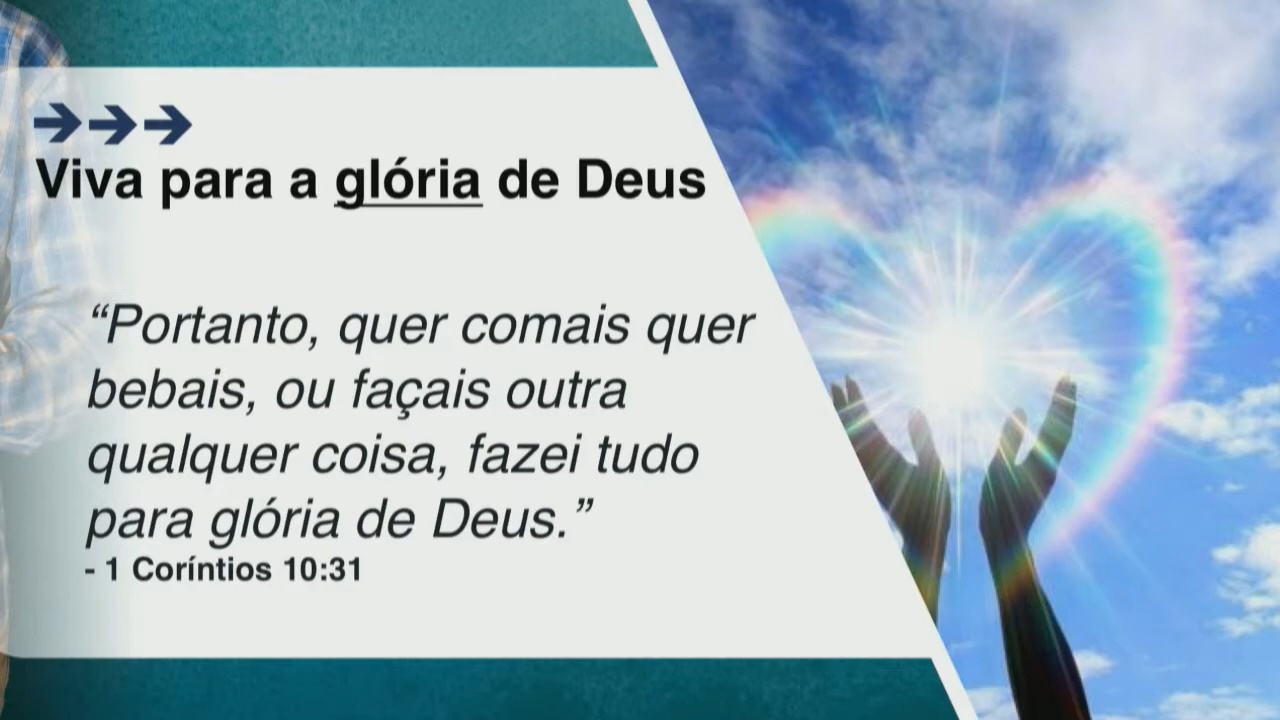 ➔➔➔
Viva para a glória de Deus
“Portanto, quer comais quer
bebais, ou façais outra
qualquer coisa, fazei tudo
para glória de Deus.”
- 1 Coríntios 10:31